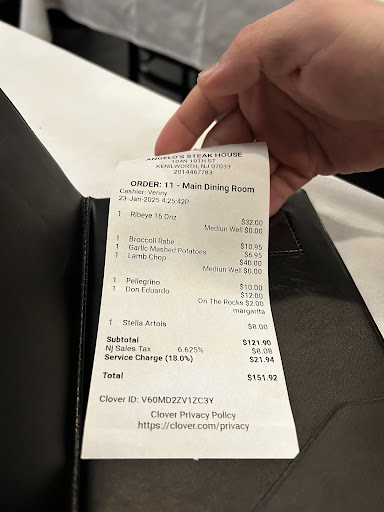 ANGELO'S STEAK HOUSE
KENILWORTH, NJ 07033
2014467783
ORDER: 11 - Main Dining Room
Cashier: Venny
23-Jan-2025 4:25:42P
1 Ribeye 16 Onz $32.00
Mediun Well $0.00
1 Broccoli Rabe $10.95
1 Garlic Mashed Potatoes $6.95
1 Lamb Chop $40.00
Mediun Well $0.00
1 Pellegrino $10.00
1 Don Eduardo $12.00
On The Rocks $2.00
margarita
1 Stella Artois $8.00
Subtotal $121.90
NJ Sales Tax 6.625% $8.08
Service Charge (18.0%) $21.94
Total $151.92
Clover ID: V60MD2ZV1ZC3Y
Clover Privacy Policy
https://clover.com/privacy